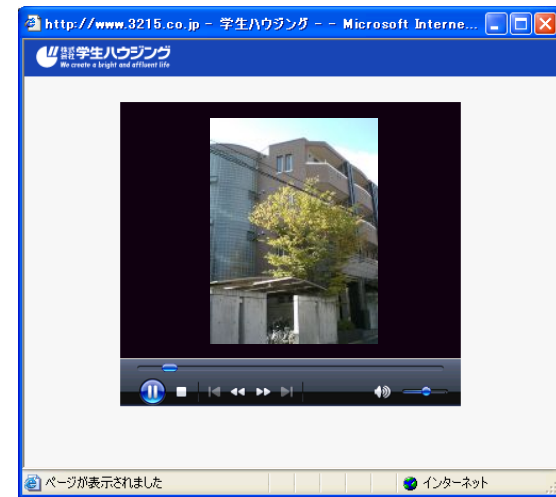 http://www.3215.co.jp - 学生ハウジング - - Microsoft Interne...
株式会社学生ハウジング
We create a bright and affluent life
ページが表示されました
インターネット